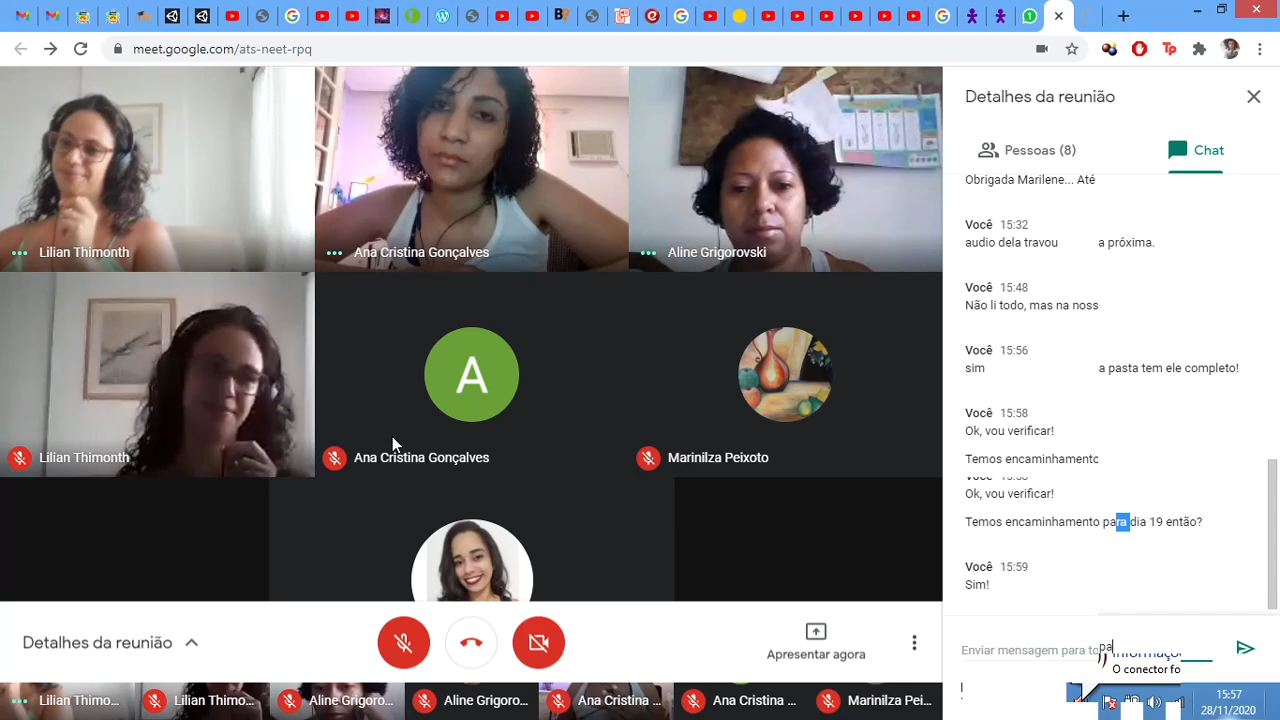 meet.google.com/ats-neet-rpq
Detalhes da reunião
Pessoas (8)
Chat
Obrigada Marilene... Até
Você 15:32
audio dela travou
a próxima.
Você 15:48
Não li todo, mas na noss
Você 15:56
sim
a pasta tem ele completo!
Você 15:58
Ok, vou verificar!
Temos encaminhamento
Ok, vou verificar!
Temos encaminhamento para dia 19 então?
Você 15:59
Sim!
Enviar mensagem para to
pa
O conector fo
Lilian Thimonth
Ana Cristina Gonçalves
Aline Grigorovski
Lilian Thimonth
Ana Cristina Gonçalves
Marinilza Peixoto
A
Detalhes da reunião
Apresentar agora
Lilian Thimo...
Lilian Thimo...
Aline Grigoro...
Aline Grigoro...
Ana Cristina ...
Ana Cristina ...
Marinilza Pei...
15:57
28/11/2020